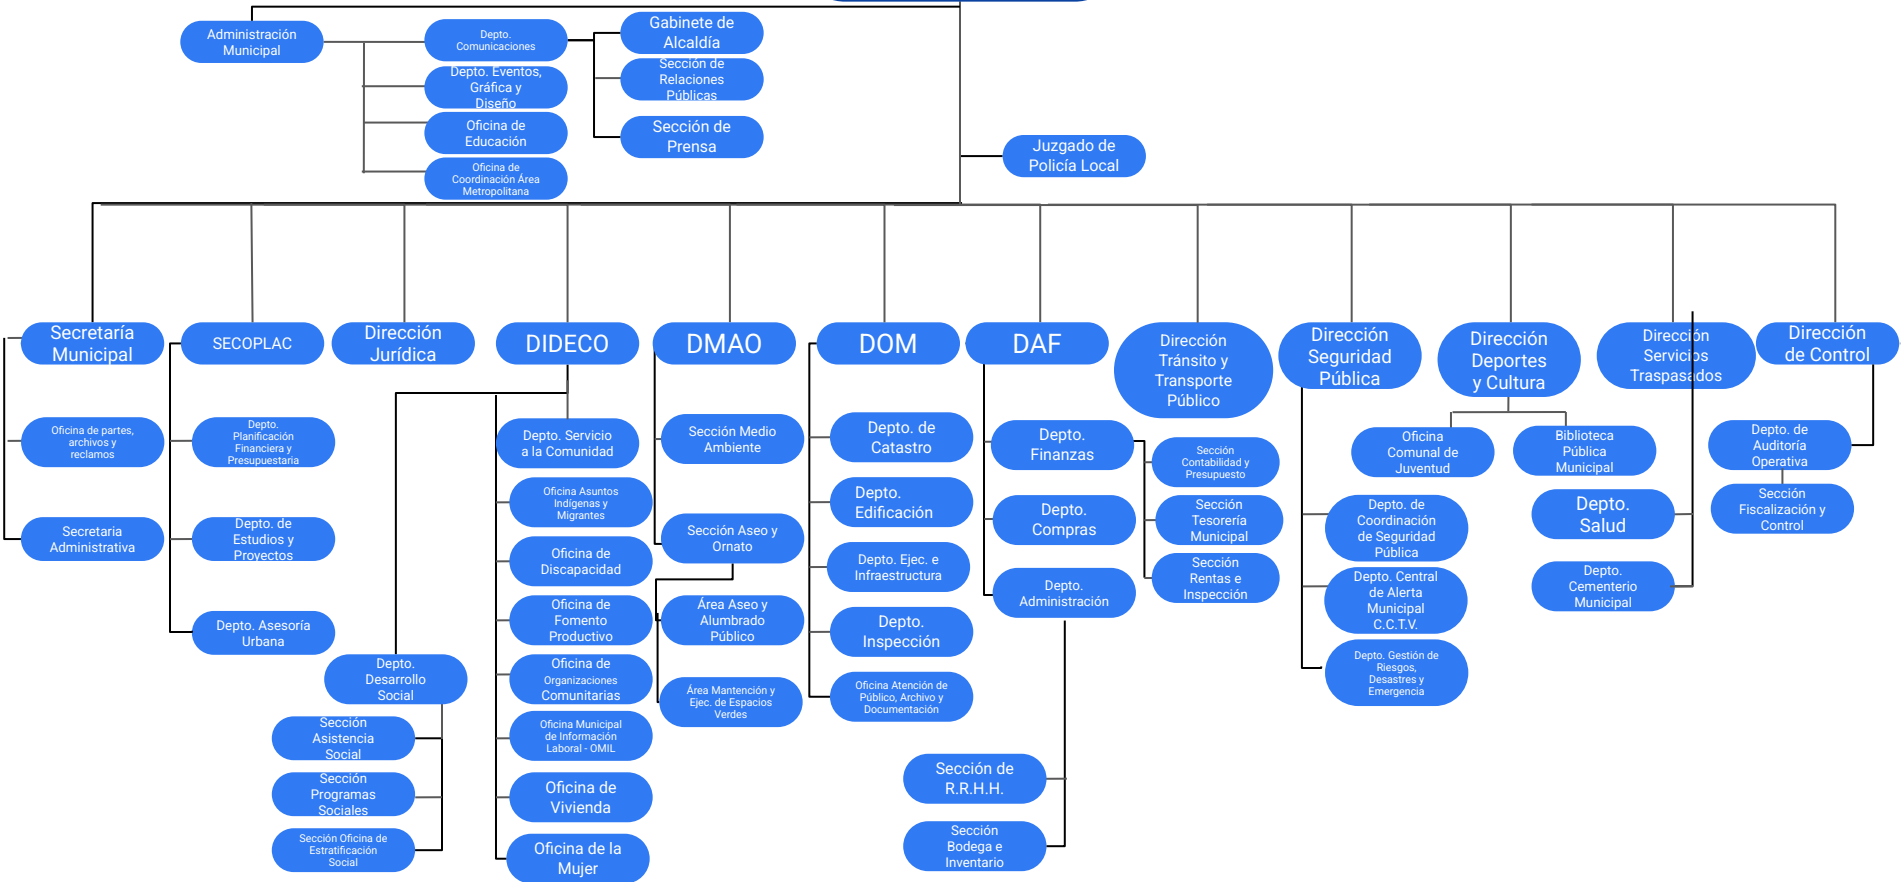 Administración
Municipal
Depto.
Comunicaciones
Depto. Eventos,
Gráfica y
Diseño
Oficina de
Educación
Oficina de
Coordinación Área
Metropolitana
Gabinete de
Alcaldía
Sección de
Relaciones
Públicas
Sección de
Prensa
Juzgado de
Policía Local
Secretaría
Municipal
Oficina de partes,
archivos y
reclamos
Secretaria
Administrativa
SECOPLAC
Depto.
Planificación
Financiera y
Presupuestaria
Depto. de
Estudios y
Proyectos
Depto. Asesoría
Urbana
Dirección
Jurídica
DIDECO
Depto. Servicio
a la Comunidad
Oficina Asuntos
Indígenas y
Migrantes
Oficina de
Discapacidad
Oficina de
Fomento
Productivo
Oficina de
Organizaciones
Comunitarias
Oficina Municipal
de Información
Laboral - OMIL
Oficina de
Vivienda
Oficina de la
Mujer
Depto.
Desarrollo
Social
Sección
Asistencia
Social
Sección
Programas
Sociales
Sección Oficina de
Estratificación
Social
DMAO
Sección Medio
Ambiente
Sección Aseo y
Ornato
Área Aseo y
Alumbrado
Público
Área Mantención y
Ejec. de Espacios
Verdes
DOM
Depto. de
Catastro
Depto.
Edificación
Depto. Ejec. e
Infraestructura
Depto.
Inspección
Oficina Atención de
Público, Archivo y
Documentación
DAF
Depto.
Finanzas
Depto.
Compras
Depto.
Administración
Sección
Contabilidad y
Presupuesto
Sección
Tesorería
Municipal
Sección
Rentas e
Inspección
Sección de
R.R.H.H.
Sección
Bodega e
Inventario
Dirección
Tránsito y
Transporte
Público
Dirección
Seguridad
Pública
Depto. de
Coordinación
de Seguridad
Pública
Depto. Central
de Alerta
Municipal
C.C.T.V.
Depto. Gestión de
Riesgos,
Desastres y
Emergencia
Dirección
Deportes
y Cultura
Oficina
Comunal de
Juventud
Biblioteca
Pública
Municipal
Dirección
Servicios
Traspasados
Depto.
Salud
Depto.
Cementerio
Municipal
Dirección
de Control
Depto. de
Auditoría
Operativa
Sección
Fiscalización y
Control